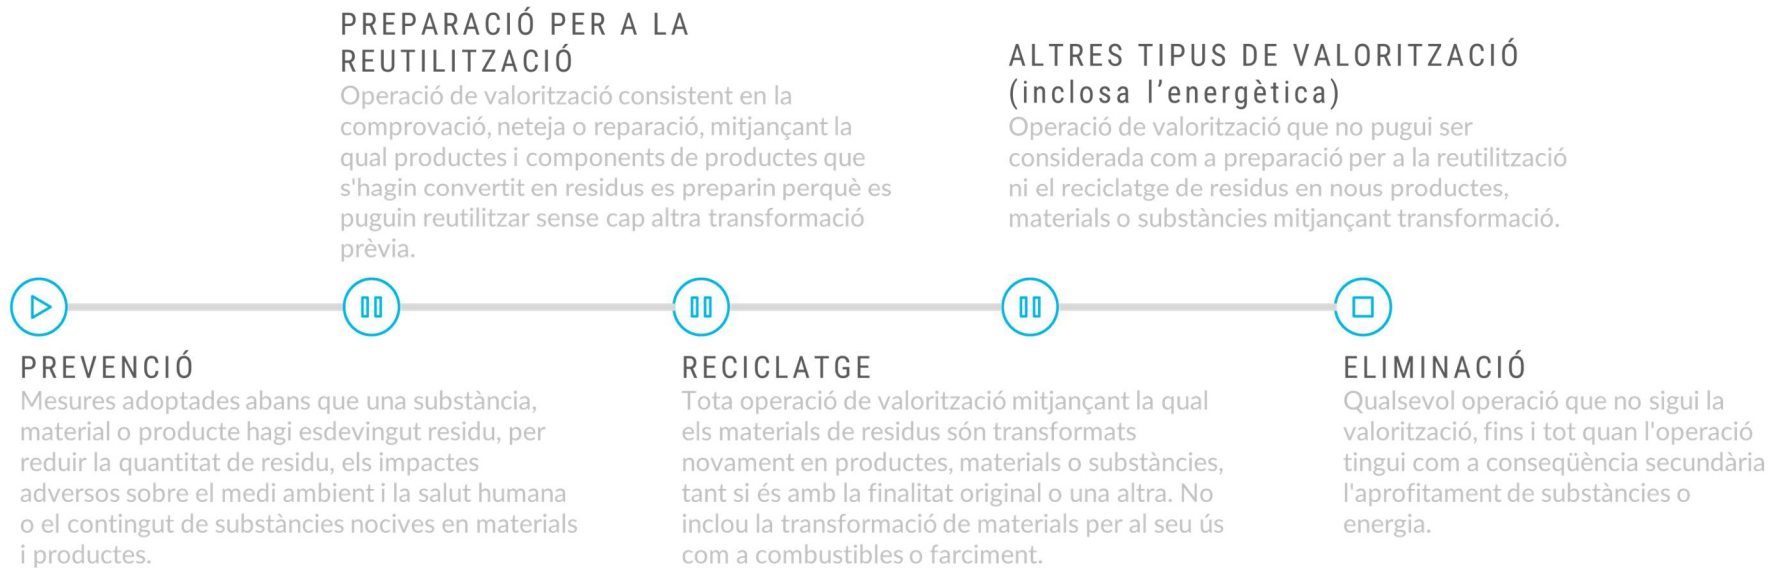 PREVENCIÓ
Mesures adoptades abans que una substància,
material o producte hagi esdevingut residu, per
reduir la quantitat de residu, els impactes
adversos sobre el medi ambient i la salut humana
o el contingut de substàncies nocives en materials
i productes.
PREPARACIÓ PER A LA
REUTILITZACIÓ
Operació de valorització consistent en la
comprovació, neteja o reparació, mitjançant la
qual productes i components de productes que
s'hagin convertit en residus es preparin perquè es
puguin reutilitzar sense cap altra transformació
prèvia.
RECICLATGE
Tota operació de valorització mitjançant la qual
els materials de residus són transformats
novament en productes, materials o substàncies,
tant si és amb la finalitat original o una altra. No
inclou la transformació de materials per al seu ús
com a combustibles o farciment.
ALTRES TIPUS DE VALORITZACIÓ
(inclosa l’energètica)
Operació de valorització que no pugui ser
considerada com a preparació per a la reutilització
ni el reciclatge de residus en nous productes,
materials o substàncies mitjançant transformació.
ELIMINACIÓ
Qualsevol operació que no sigui la
valorització, fins i tot quan l'operació
tingui com a conseqüència secundària
l'aprofitament de substàncies o
energia.